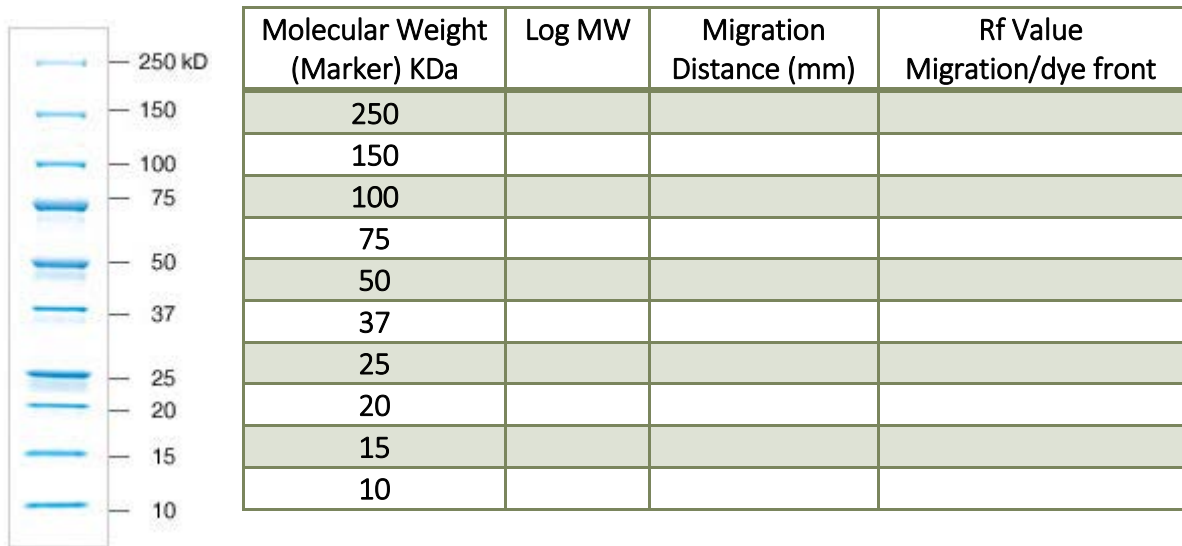 250 kD
150
100
75
50
37
25
20
15
10
Molecular Weight
(Marker) KDa
Log MW
Migration
Distance (mm)
Rf Value
Migration/dye front
250
150
100
75
50
37
25
20
15
10